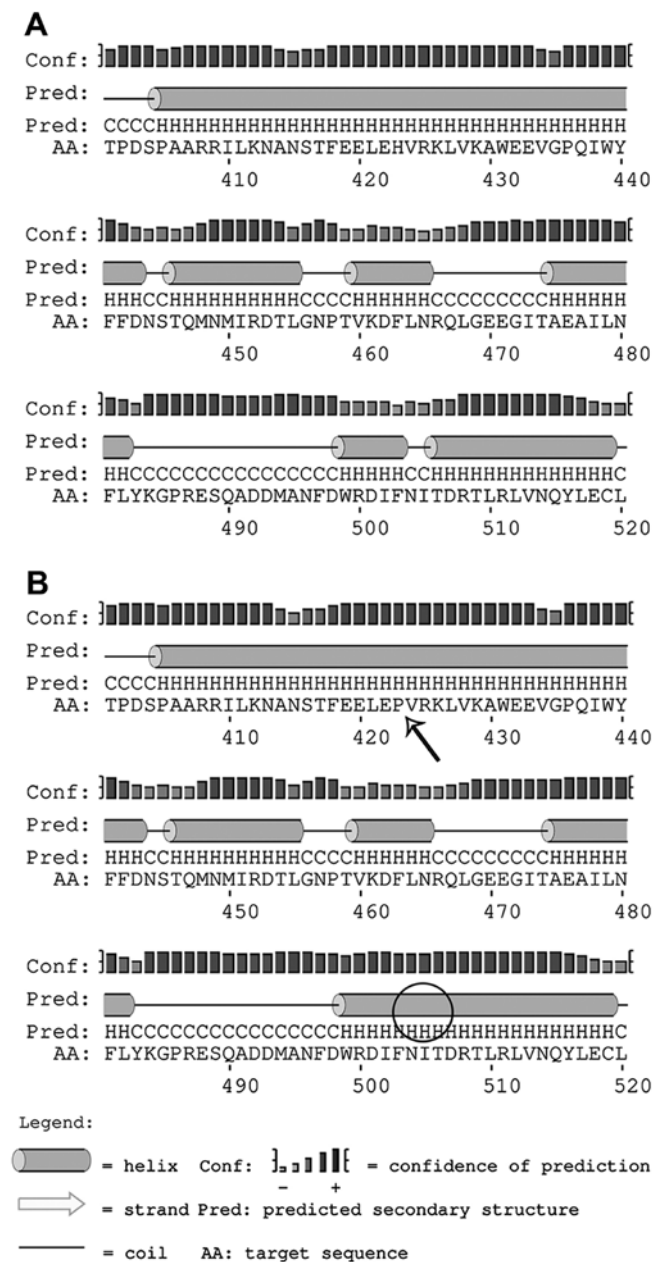 A
Conf:
Pred:
Pred: CCCCHHHHHHHHHHHHHHHHHHHHHHHHHHHHHHHHHHHH
AA: TPDSPAARRILKNANSTFEELEHVRKLVKAWEEVGPQIWY
410 420 430 440
Conf:
Pred:
Pred: HHHCCHHHHHHHHHHCCCCHHHHHHCCCCCCCCCHHHHHH
AA: FFDNSTQMNMIRDTLGNPTVKDFLNRQLGEEGITAEAILN
450 460 470 480
Conf:
Pred:
Pred: HHCCCCCCCCCCCCCCCCHHHHHCCHHHHHHHHHHHHHHC
AA: FLYKGPRESQADDMANFDWRDIFNITDRTLRLVNQYLECL
490 500 510 520
B
Conf:
Pred:
Pred: CCCCHHHHHHHHHHHHHHHHHHHHHHHHHHHHHHHHHHHH
AA: TPDSPAARRILKNANSTFEELEPVRKLVKAWEEVGPQIWY
410 420 430 440
Conf:
Pred:
Pred: HHHCCHHHHHHHHHHCCCCHHHHHHCCCCCCCCCHHHHHH
AA: FFDNSTQMNMIRDTLGNPTVKDFLNRQLGEEGITAEAILN
450 460 470 480
Conf:
Pred:
Pred: HHCCCCCCCCCCCCCCCCHHHHHHHHHHHHHHHHHHHHHC
AA: FLYKGPRESQADDMANFDWRDIFNITDRTLRLVNQYLECL
490 500 510 520
Legend:
= helix Conf: = confidence of prediction
- +
= strand Pred: predicted secondary structure
= coil AA: target sequence